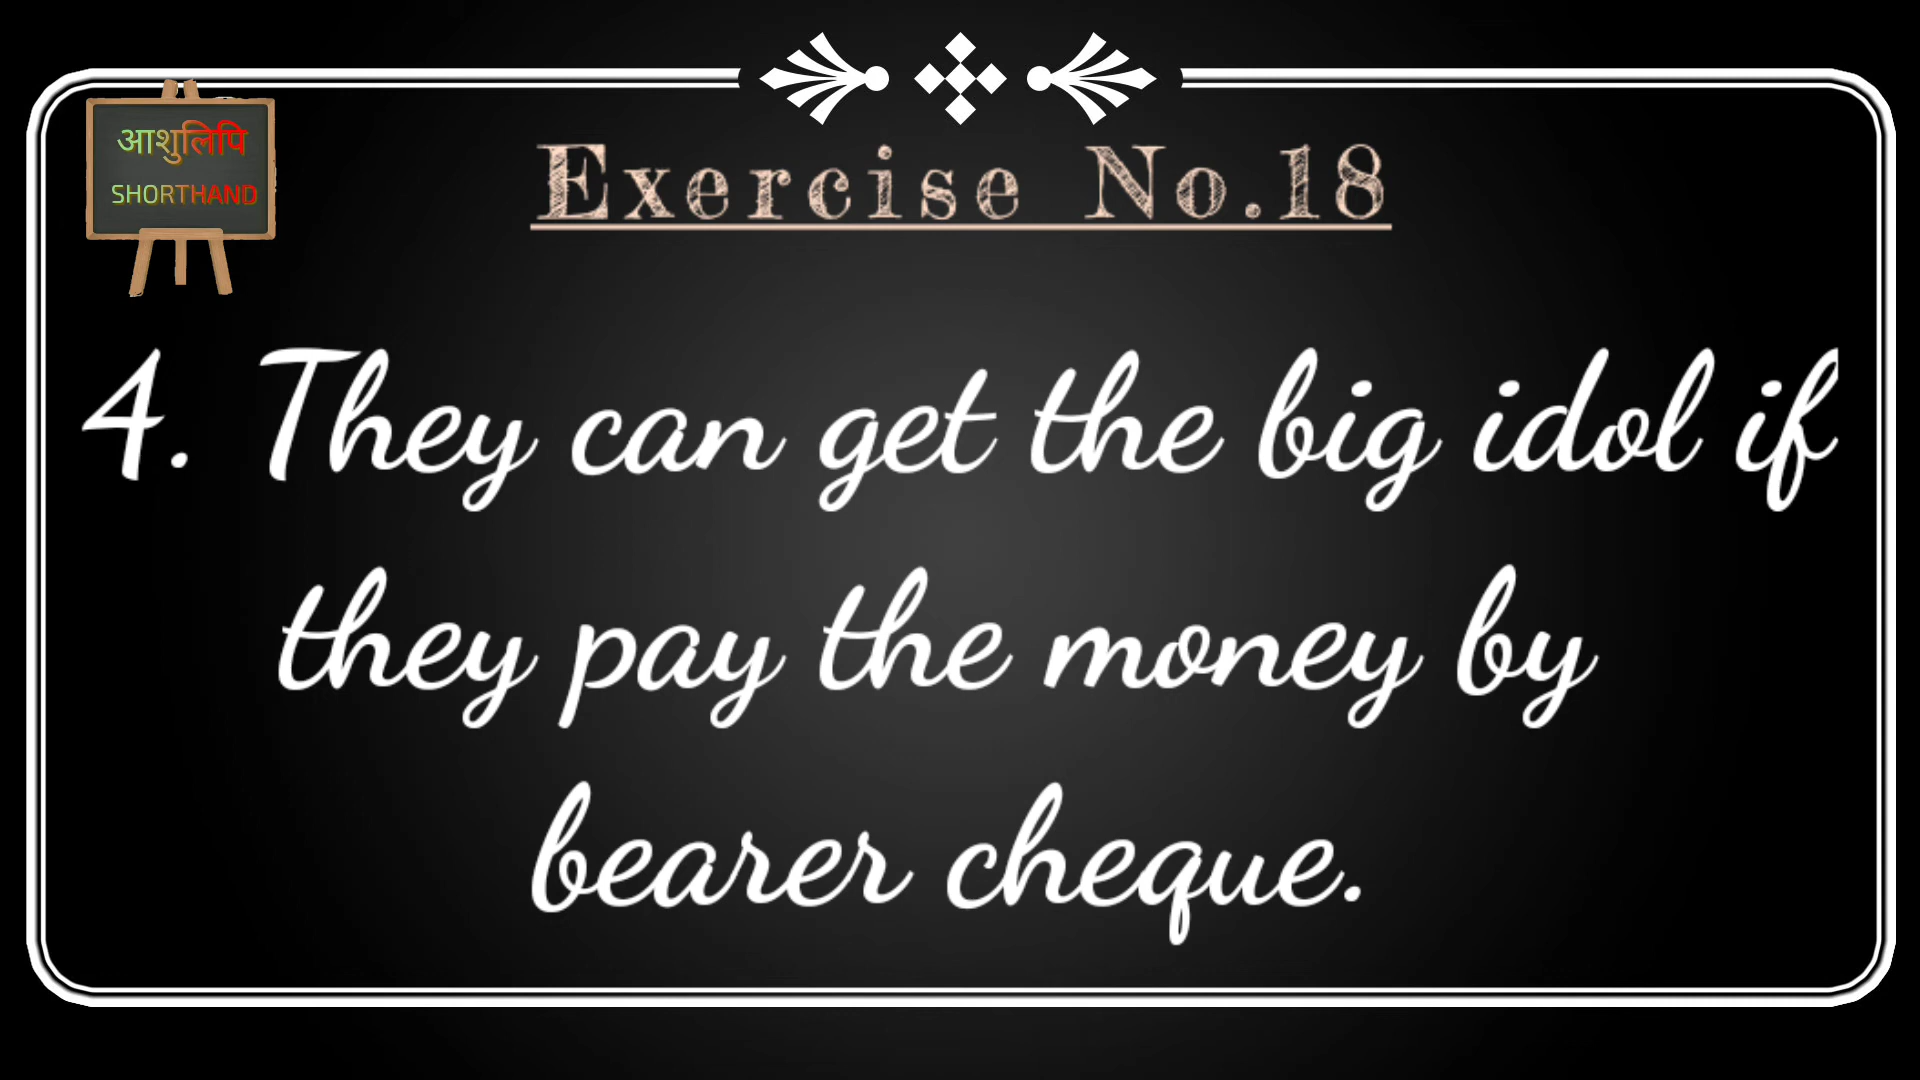 आशुलिपि
SHORTHAND
Exercise No.18
4. They can get the big idol if
they pay the money by
bearer cheque.